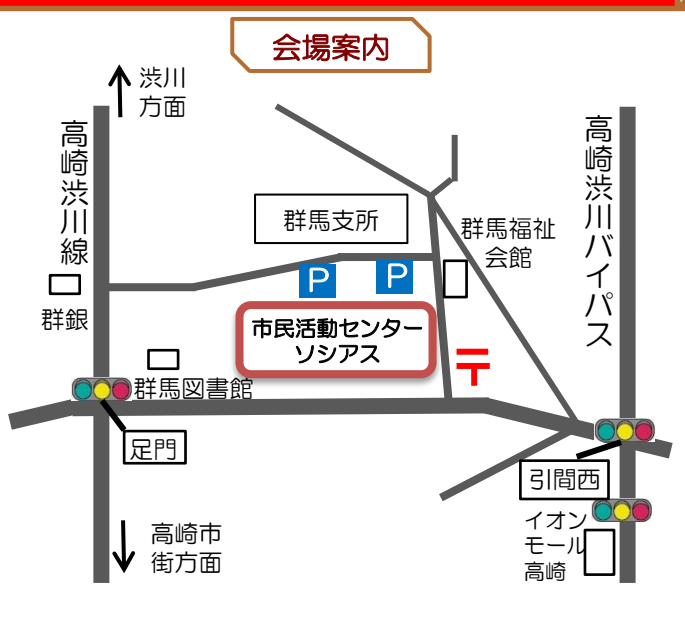 会場案内
渋川
方面
高崎渋川線
高崎渋川バイパス
群馬支所
群馬福祉
会館
P
P
群銀
市民活動センター
ソシアス
〒
群馬図書館
足門
引間西
イオン
モール
高崎
高崎市
街方面